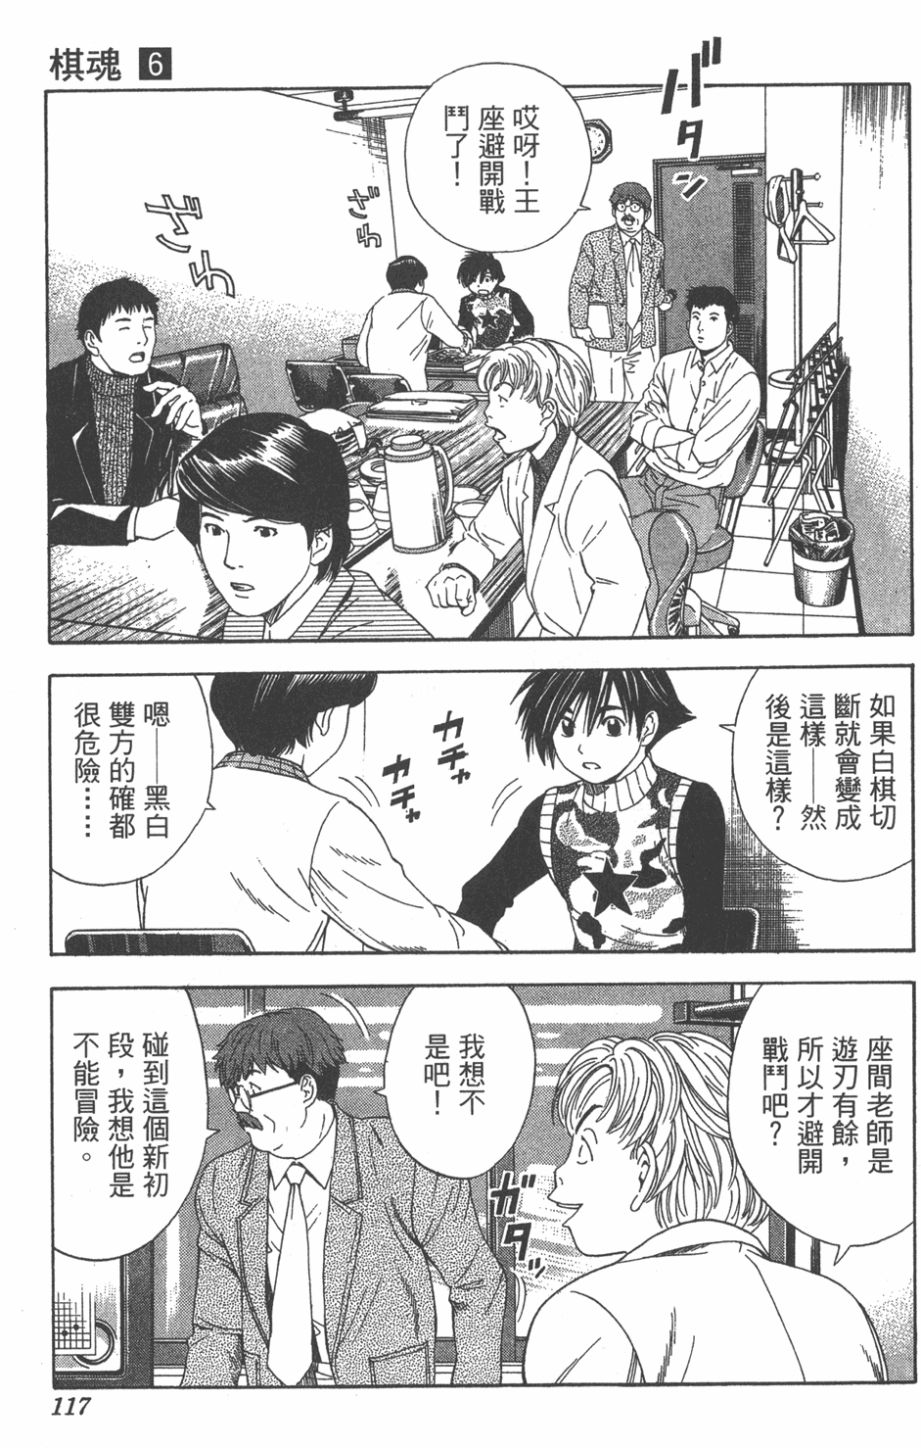 棋魂 6
バタン
哎呀！王
座避開戰
鬥了！
ざわ
如果白棋切
斷就會變成
這樣──然
後是這樣？
カチャ
カチャ
嗯──黑白
雙方的確都
很危險……
座間老師是
遊刃有餘，
所以才避開
戰鬥吧？
我想不
是吧！
ガタッ
碰到這個新初
段，我想他是
不能冒險。
117